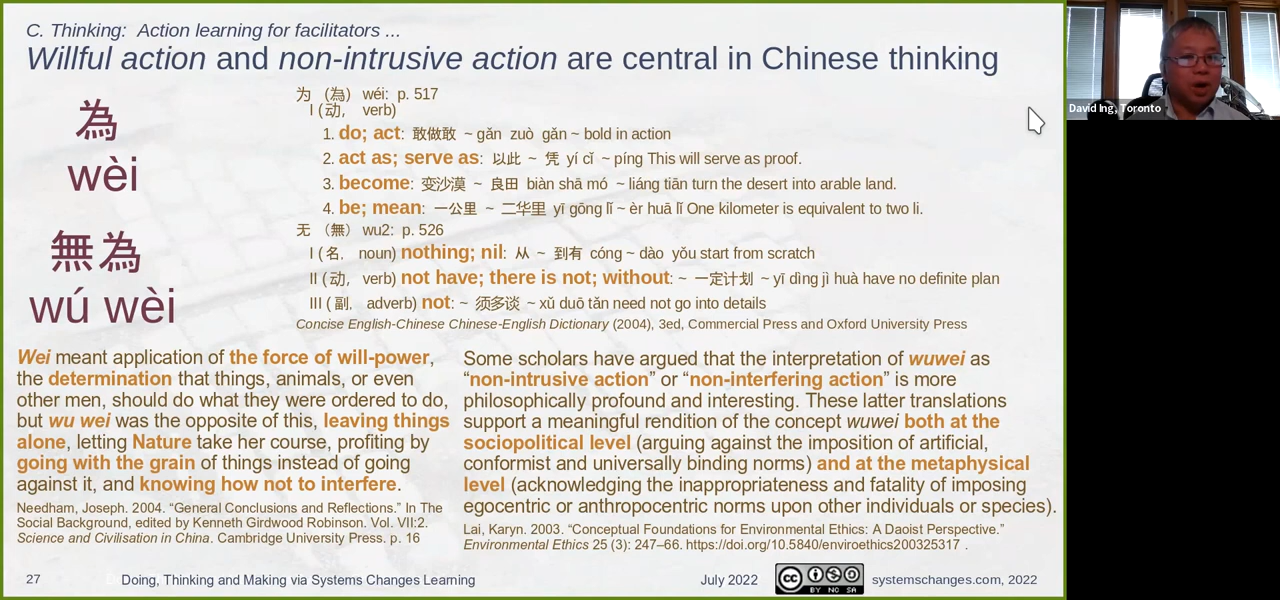 C. Thinking: Action learning for facilitators ...
Willful action and non-intrusive action are central in Chinese thinking
為
wèi
無為
wú wèi
为 （為） wéi: p. 517
I (动, verb)
1. do; act: 敢做敢 ~ gǎn zuò gǎn ~ bold in action
2. act as; serve as: 以此 ~ 凭 yí cǐ ~ píng This will serve as proof.
3. become: 变沙漠 ~ 良田 biàn shā mó ~ liáng tiān turn the desert into arable land.
4. be; mean: 一公里 ~ 二华里 yī gōng lǐ ~ èr huā lǐ One kilometer is equivalent to two li.
无 （無） wu2: p. 526
I (名, noun) nothing; nil: 从 ~ 到有 cóng ~ dào yǒu start from scratch
II (动, verb) not have; there is not; without: ~ 一定计划 ~ yī dìng jì huà have no definite plan
III (副, adverb) not: ~ 须多谈 ~ xǔ duō tǎn need not go into details
Concise English-Chinese Chinese-English Dictionary (2004), 3ed, Commercial Press and Oxford University Press
Wei meant application of the force of will-power,
the determination that things, animals, or even
other men, should do what they were ordered to do,
but wu wei was the opposite of this, leaving things
alone, letting Nature take her course, profiting by
going with the grain of things instead of going
against it, and knowing how not to interfere.
Needham, Joseph. 2004. “General Conclusions and Reflections.” In The
Social Background, edited by Kenneth Girdwood Robinson. Vol. VII:2.
Science and Civilisation in China. Cambridge University Press. p. 16
Some scholars have argued that the interpretation of wuwei as
“non-intrusive action” or “non-interfering action” is more
philosophically profound and interesting. These latter translations
support a meaningful rendition of the concept wuwei both at the
sociopolitical level (arguing against the imposition of artificial,
conformist and universally binding norms) and at the metaphysical
level (acknowledging the inappropriateness and fatality of imposing
egocentric or anthropocentric norms upon other individuals or species).
Lai, Karyn. 2003. “Conceptual Foundations for Environmental Ethics: A Daoist Perspective.”
Environmental Ethics 25 (3): 247–66. https://doi.org/10.5840/enviroethics200325317 .
27
Doing, Thinking and Making via Systems Changes Learning
July 2022
cc
BY NC SA
systemschanges.com, 2022
David Ing, Toronto